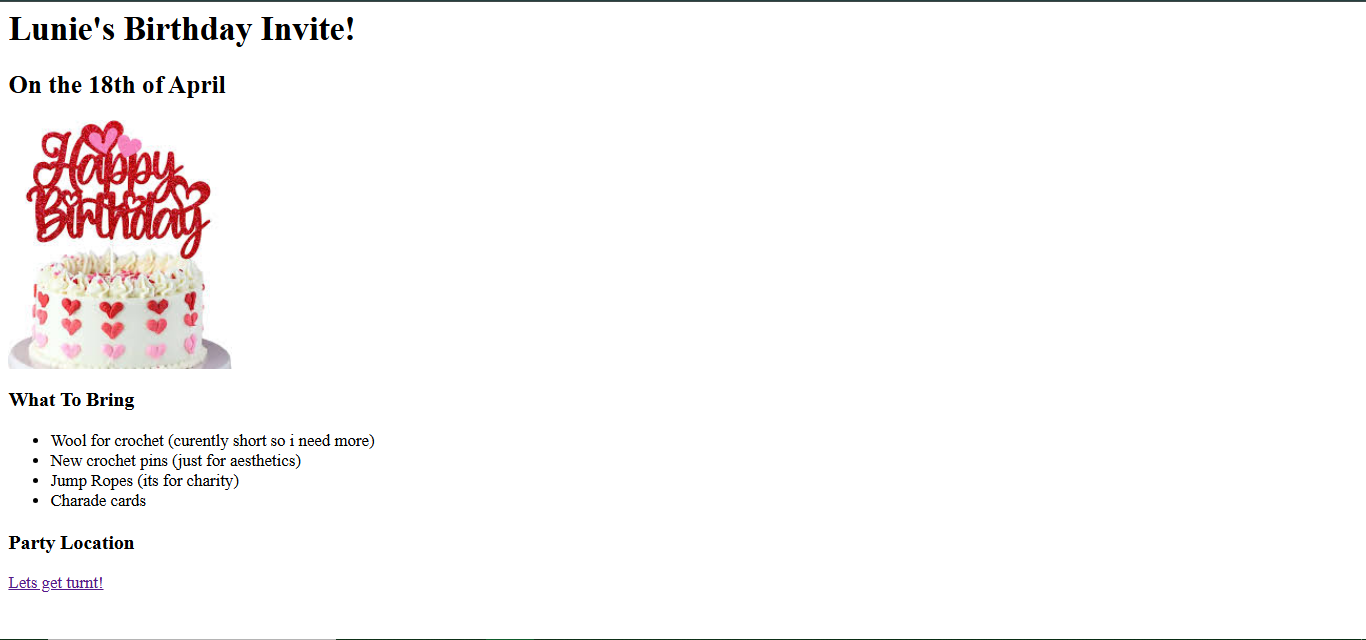 Lunie's Birthday Invite!
On the 18th of April
Happy
Birthday
What To Bring
Wool for crochet (curently short so i need more)
New crochet pins (just for aesthetics)
Jump Ropes (its for charity)
Charade cards
Party Location
Lets get turnt!